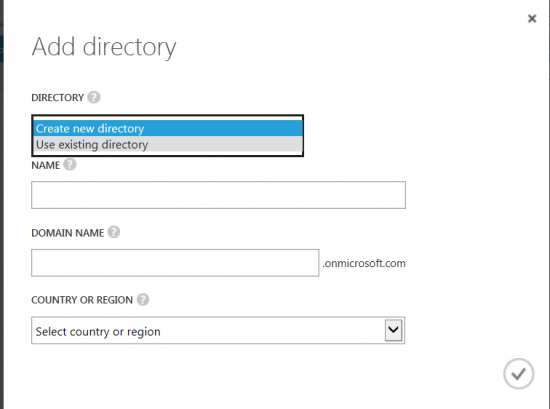 Add directory
DIRECTORY ?
Create new directory
Use existing directory
NAME ?
DOMAIN NAME ?
.onmicrosoft.com
COUNTRY OR REGION ?
Select country or region